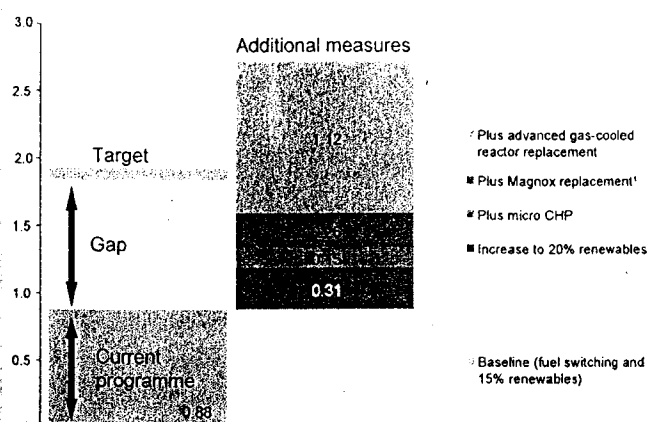 3.0
Additional measures
2.5
1.12
Plus advanced gas-cooled
reactor replacement
2.0
Target
Plus Magnox replacement¹
Plus micro CHP
1.5
Gap
Increase to 20% renewables
0.31
1.0
0.5
Current
programme
Baseline (fuel switching and
15% renewables)
0.88